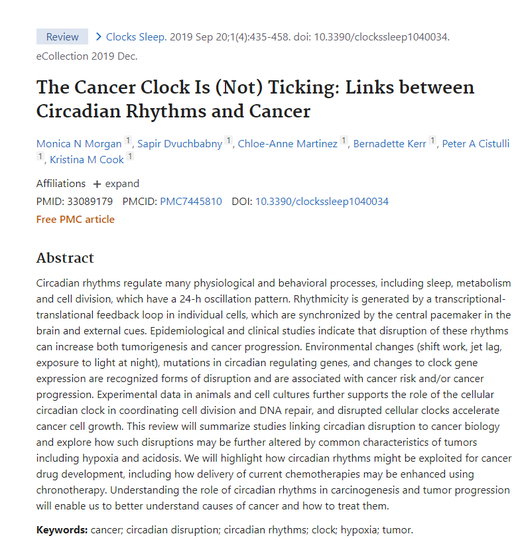 Review Clocks Sleep. 2019 Sep 20;1(4):435-458. doi: 10.3390/clockssleep1040034.
eCollection 2019 Dec.
The Cancer Clock Is (Not) Ticking: Links between
Circadian Rhythms and Cancer
Monica N Morgan 1, Sapir Dvuchbabny 1, Chloe-Anne Martinez 1, Bernadette Kerr 1, Peter A Cistulli
1, Kristina M Cook 1
Affiliations + expand
PMID: 33089179 PMCID: PMC7445810 DOI: 10.3390/clockssleep1040034
Free PMC article
Abstract
Circadian rhythms regulate many physiological and behavioral processes, including sleep, metabolism
and cell division, which have a 24-h oscillation pattern. Rhythmicity is generated by a transcriptional-
translational feedback loop in individual cells, which are synchronized by the central pacemaker in the
brain and external cues. Epidemiological and clinical studies indicate that disruption of these rhythms
can increase both tumorigenesis and cancer progression. Environmental changes (shift work, jet lag,
exposure to light at night), mutations in circadian regulating genes, and changes to clock gene
expression are recognized forms of disruption and are associated with cancer risk and/or cancer
progression. Experimental data in animals and cell cultures further supports the role of the cellular
circadian clock in coordinating cell division and DNA repair, and disrupted cellular clocks accelerate
cancer cell growth. This review will summarize studies linking circadian disruption to cancer biology
and explore how such disruptions may be further altered by common characteristics of tumors
including hypoxia and acidosis. We will highlight how circadian rhythms might be exploited for cancer
drug development, including how delivery of current chemotherapies may be enhanced using
chronotherapy. Understanding the role of circadian rhythms in carcinogenesis and tumor progression
will enable us to better understand causes of cancer and how to treat them.
Keywords: cancer; circadian disruption; circadian rhythms; clock; hypoxia; tumor.